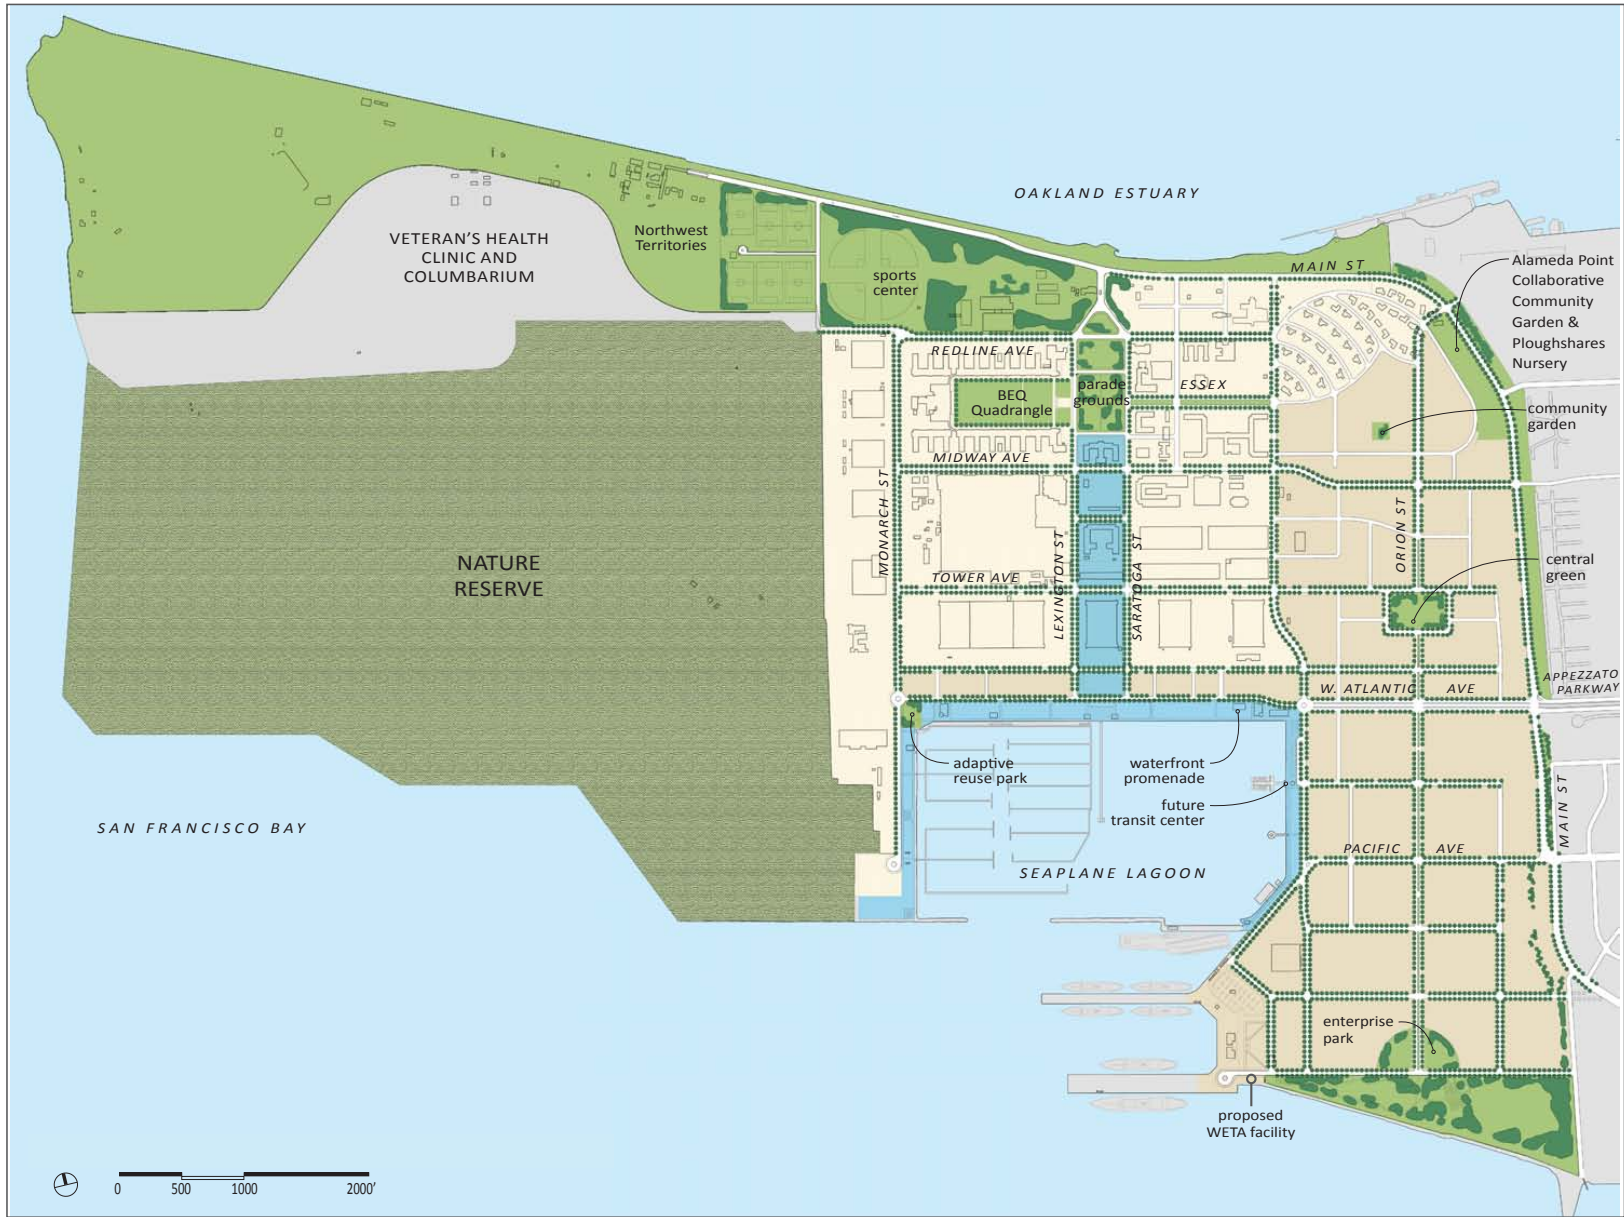 OAKLAND ESTUARY
VETERAN'S HEALTH
CLINIC AND
COLUMBARIUM
Northwest
Territories
sports
center
MAIN ST
Alameda Point
Collaborative
Community
Garden &
Ploughshares
Nursery
REDLINE AVE
BEQ
Quadrangle
parade
grounds
ESSEX
community
garden
MIDWAY AVE
MONARCH ST
LEXINGTON ST
SARATOGA ST
ORION ST
NATURE
RESERVE
TOWER AVE
central
green
W. ATLANTIC AVE
APPEZZATO
PARKWAY
adaptive
reuse park
waterfront
promenade
future
transit center
MAIN ST
SAN FRANCISCO BAY
PACIFIC AVE
SEAPLANE LAGOON
enterprise
park
proposed
WETA facility
0 500 1000 2000'